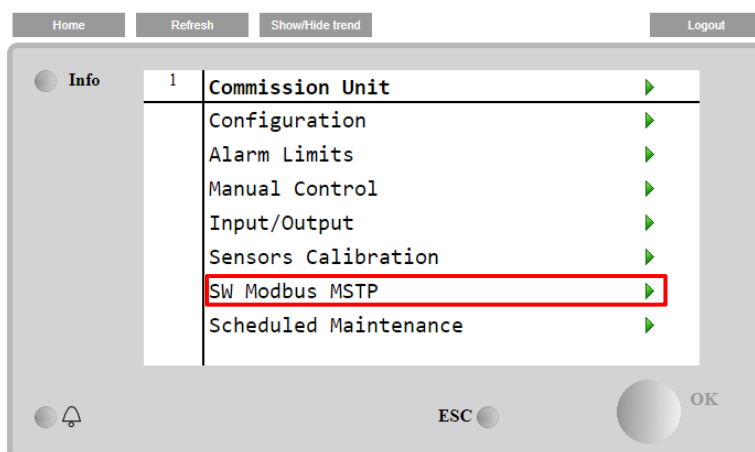 Home Refresh Show/Hide trend Logout
Info
1 Commission Unit
Configuration
Alarm Limits
Manual Control
Input/Output
Sensors Calibration
SW Modbus MSTP
Scheduled Maintenance
ESC OK